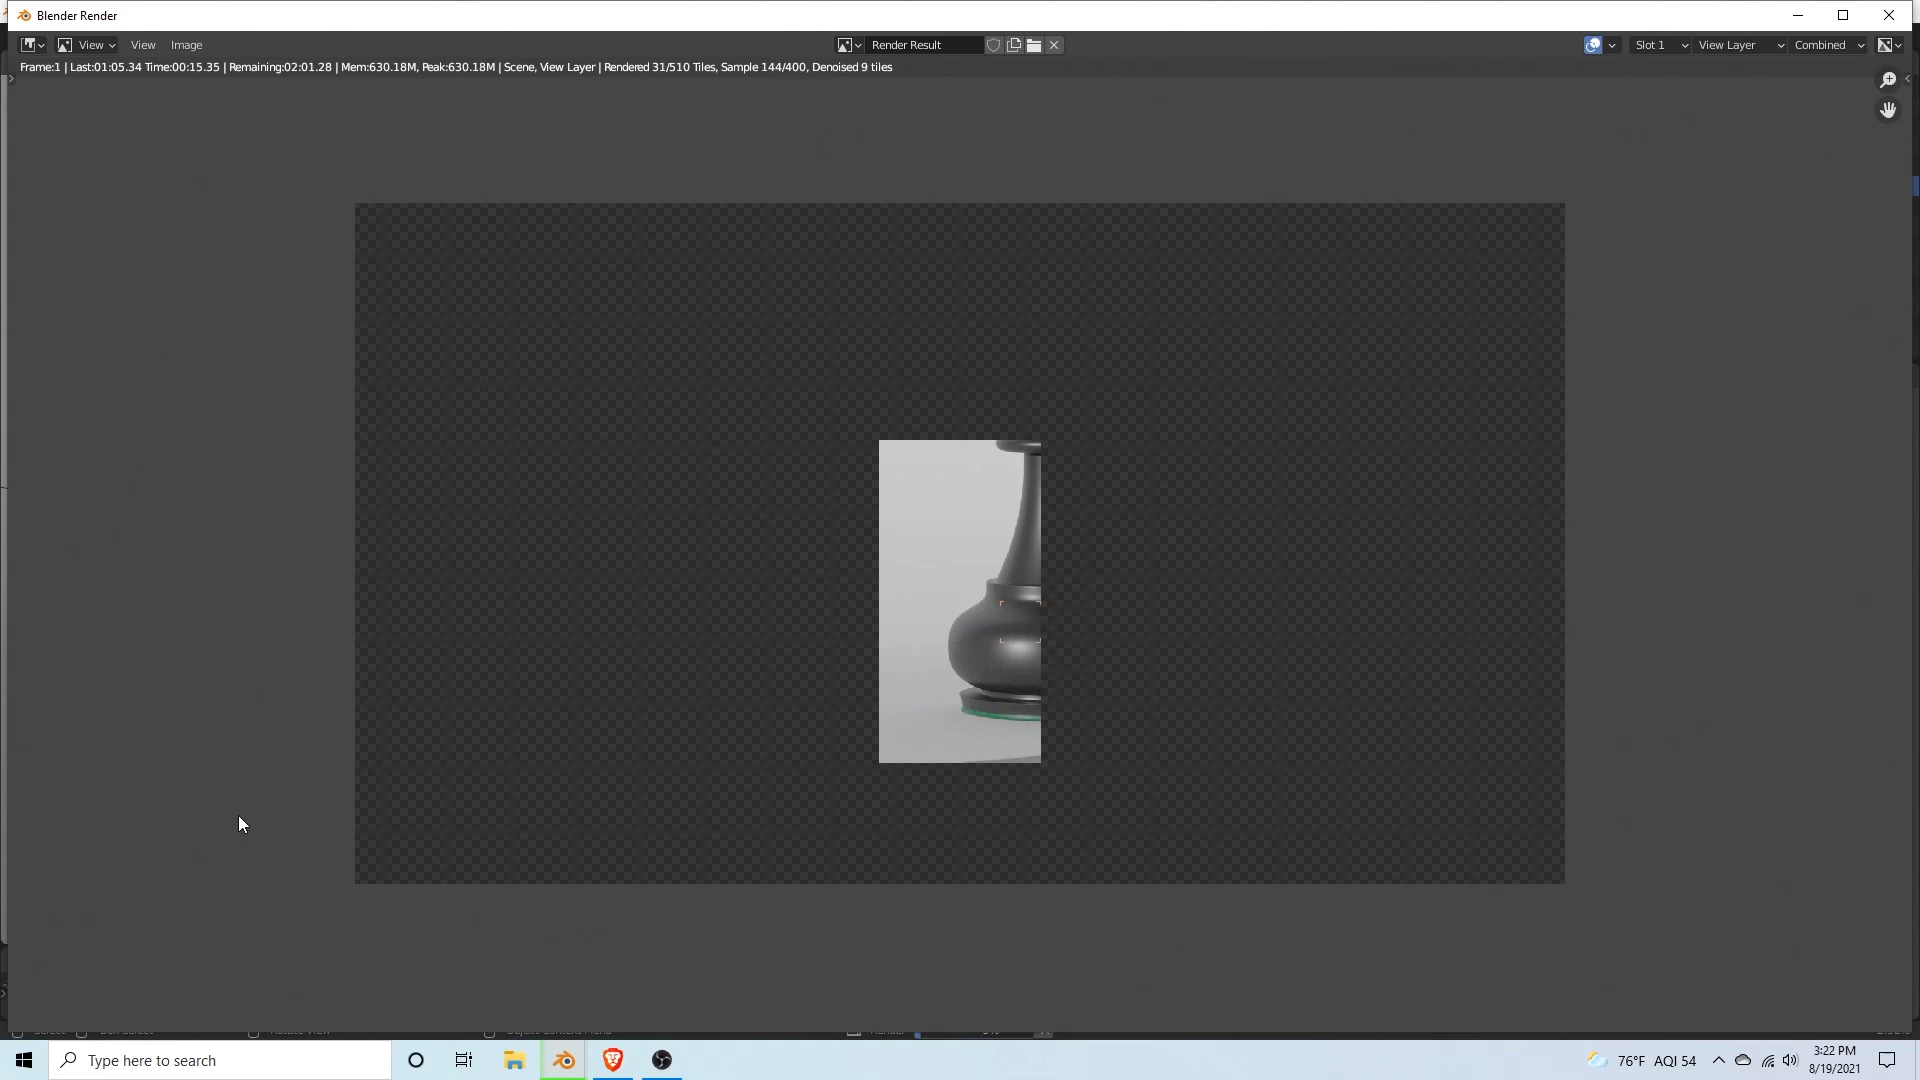 Blender Render
View View Image Render Result Slot 1 View Layer Combined
Frame:1 | Last:01:05.34 Time:00:15.35 | Remaining:02:01.28 | Mem:630.18M, Peak:630.18M | Scene, View Layer | Rendered 31/510 Tiles, Sample 144/400, Denoised 9 tiles
Type here to search
76°F AQI 54
3:22 PM
8/19/2021